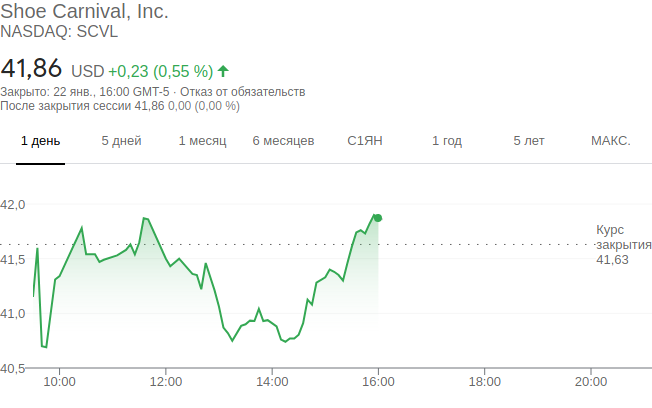 Shoe Carnival, Inc.
NASDAQ: SCVL
41,86 USD +0,23 (0,55 %)
Закрыто: 22 янв., 16:00 GMT-5 · Отказ от обязательств
После закрытия сессии 41,86 0,00 (0,00 %)
1 день 5 дней 1 месяц 6 месяцев С1ЯН 1 год 5 лет МАКС.
42,0
Курс
закрытия
41,5
41,63
41,0
40,5
10:00 12:00 14:00 16:00 18:00 20:00